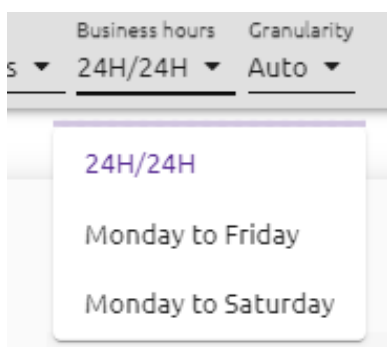 Business hours Granularity
s 24H/24H Auto
24H/24H
Monday to Friday
Monday to Saturday